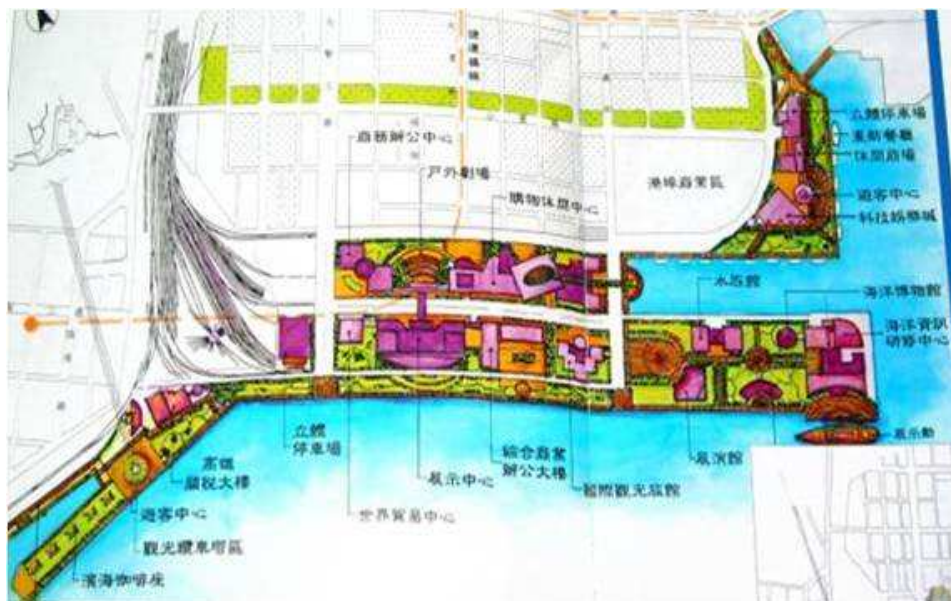 商務辦公中心
戶外劇場
購物休閒中心
港埠商業區
立體停車場
景觀餐廳
休閒商場
遊客中心
科技娛樂城
水族館
海洋博物館
海洋資訊
研修中心
立體
停車場
高雄
關稅大樓
遊客中心
觀光纜車塔區
濱海咖啡座
展示中心
世界貿易中心
綜合商業
辦公大樓
國際觀光旅館
展演館
展示船